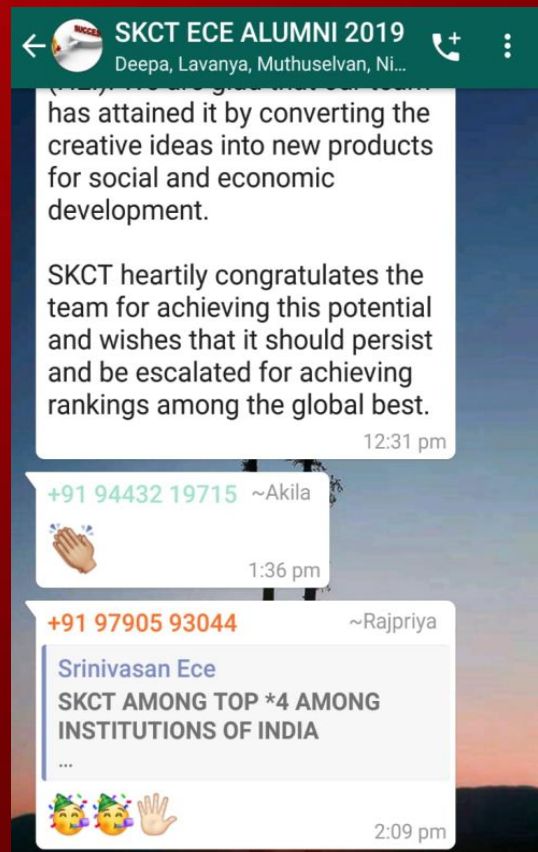 SUCCES
SKCT ECE ALUMNI 2019
Deepa, Lavanya, Muthuselvan, Ni...
has attained it by converting the
creative ideas into new products
for social and economic
development.
SKCT heartily congratulates the
team for achieving this potential
and wishes that it should persist
and be escalated for achieving
rankings among the global best.
12:31 pm
+91 94432 19715 ~Akila
👏🏼
1:36 pm
+91 97905 93044 ~Rajpriya
Srinivasan Ece
SKCT AMONG TOP *4 AMONG
INSTITUTIONS OF INDIA
...
🥳🥳🖐🏻
2:09 pm